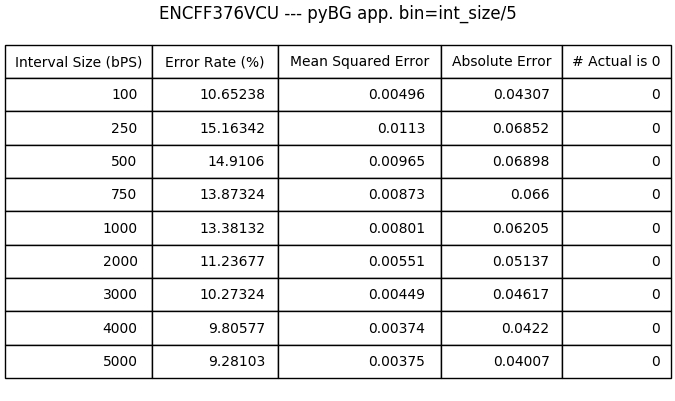 ENCFF376VCU --- pyBG app. bin=int_size/5
Interval Size (bPS) Error Rate (%) Mean Squared Error Absolute Error # Actual is 0
100 10.65238 0.00496 0.04307 0
250 15.16342 0.0113 0.06852 0
500 14.9106 0.00965 0.06898 0
750 13.87324 0.00873 0.066 0
1000 13.38132 0.00801 0.06205 0
2000 11.23677 0.00551 0.05137 0
3000 10.27324 0.00449 0.04617 0
4000 9.80577 0.00374 0.0422 0
5000 9.28103 0.00375 0.04007 0